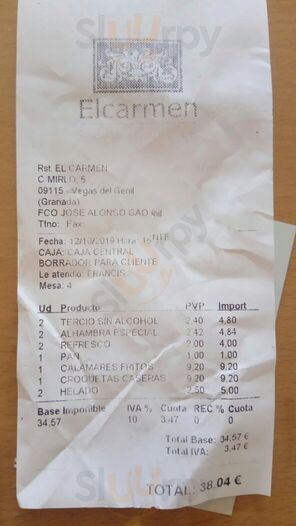 Sluurpy
Elcarmen
Rst. EL CARMEN
C MIRLO, 5
09115 - Vegas del Genil
(Granada)
FCO JOSE ALONSO
Tfno: Fax:
Fecha: 12/10/2019 Hora:
CAJA: CAJA CENTRAL
BORRADOR PARA CLIENTE
Le atendio: FRANCIS
Mesa: 4
Ud Producto PVP Import
2 TERCIO SIN ALCOHOL 2,40 4,80
2 ALHAMBRA ESPECIAL 2,42 4,84
2 REFRESCO 2,00 4,00
1 PAN 1,00 1,00
1 CALAMARES FRITOS 9,20 9,20
1 CROQUETAS CASERAS 9,20 9,20
2 HELADO 2,50 5,00
Base Imponible IVA % Cuota REC % Cuota
34,57 10 3,47 0 0
Total Base: 34,57 €
Total IVA: 3,47 €
TOTAL: 38,04 €
Sluurpy